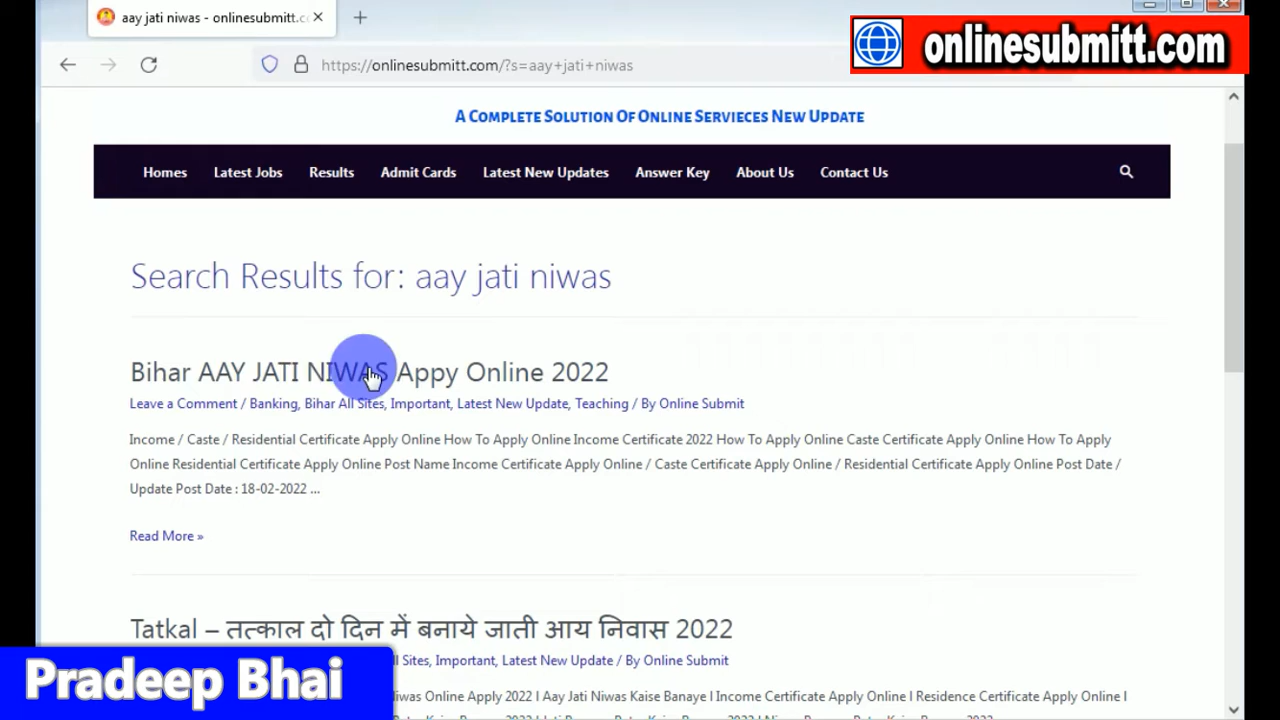 aay jati niwas - onlinesubmitt.c
onlinesubmitt.com
https://onlinesubmitt.com/?s=aay+jati+niwas
A Complete Solution Of Online Servieces New Update
Homes Latest Jobs Results Admit Cards Latest New Updates Answer Key About Us Contact Us
Search Results for: aay jati niwas
Bihar AAY JATI NIWAS Appy Online 2022
Leave a Comment / Banking, Bihar All Sites, Important, Latest New Update, Teaching / By Online Submit
Income / Caste / Residential Certificate Apply Online How To Apply Online Income Certificate 2022 How To Apply Online Caste Certificate Apply Online How To Apply
Online Residential Certificate Apply Online Post Name Income Certificate Apply Online / Caste Certificate Apply Online / Residential Certificate Apply Online Post Date /
Update Post Date : 18-02-2022 ...
Read More »
Tatkal – तत्काल दो दिन में बनाये जाती आय निवास 2022
Sites, Important, Latest New Update / By Online Submit
Online Apply 2022 I Aay Jati Niwas Kaise Banaye I Income Certificate Apply Online I Residence Certificate Apply Online I
Pradeep Bhai